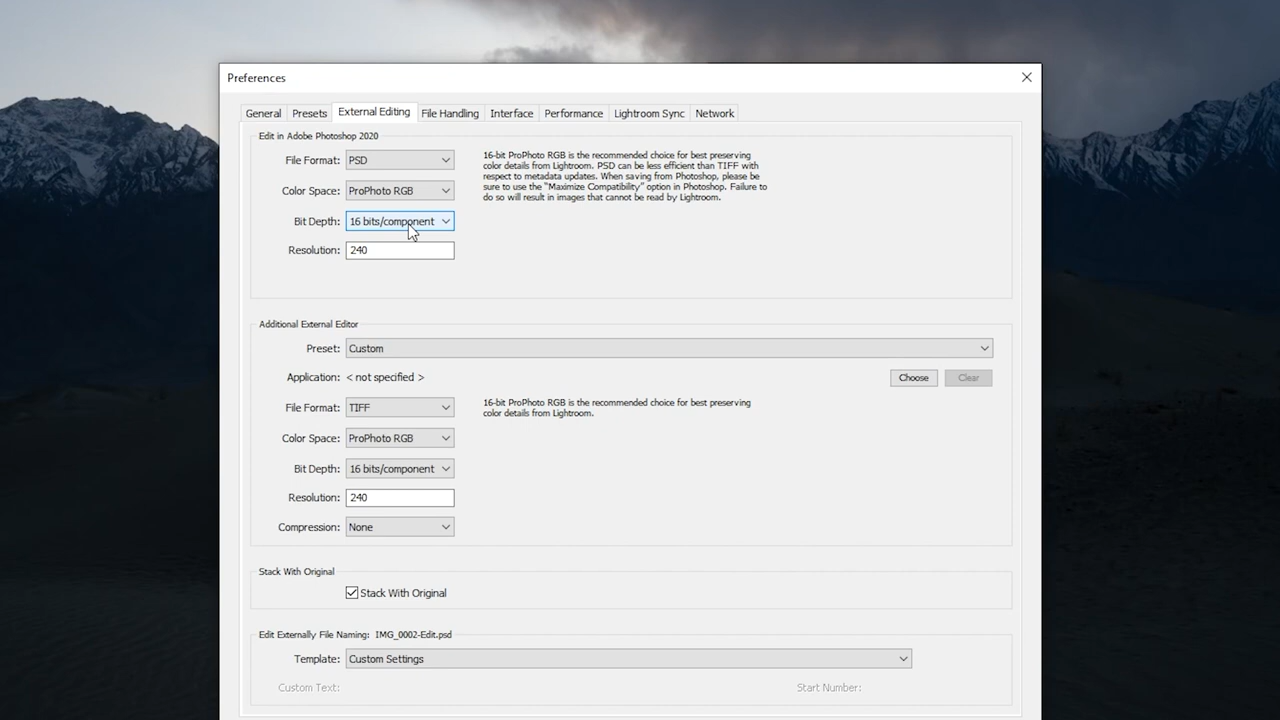 Preferences
General Presets External Editing File Handling Interface Performance Lightroom Sync Network
Edit in Adobe Photoshop 2020
File Format: PSD
Color Space: ProPhoto RGB
Bit Depth: 16 bits/component
Resolution: 240
16-bit ProPhoto RGB is the recommended choice for best preserving
color details from Lightroom. PSD can be less efficient than TIFF with
respect to metadata updates. When saving from Photoshop, please be
sure to use the "Maximize Compatibility" option in Photoshop. Failure to
do so will result in images that cannot be read by Lightroom.
Additional External Editor
Preset: Custom
Application: < not specified > Choose Clear
File Format: TIFF
Color Space: ProPhoto RGB
Bit Depth: 16 bits/component
Resolution: 240
Compression: None
16-bit ProPhoto RGB is the recommended choice for best preserving
color details from Lightroom.
Stack With Original
Stack With Original
Edit Externally File Naming: IMG_0002-Edit.psd
Template: Custom Settings
Custom Text: Start Number: